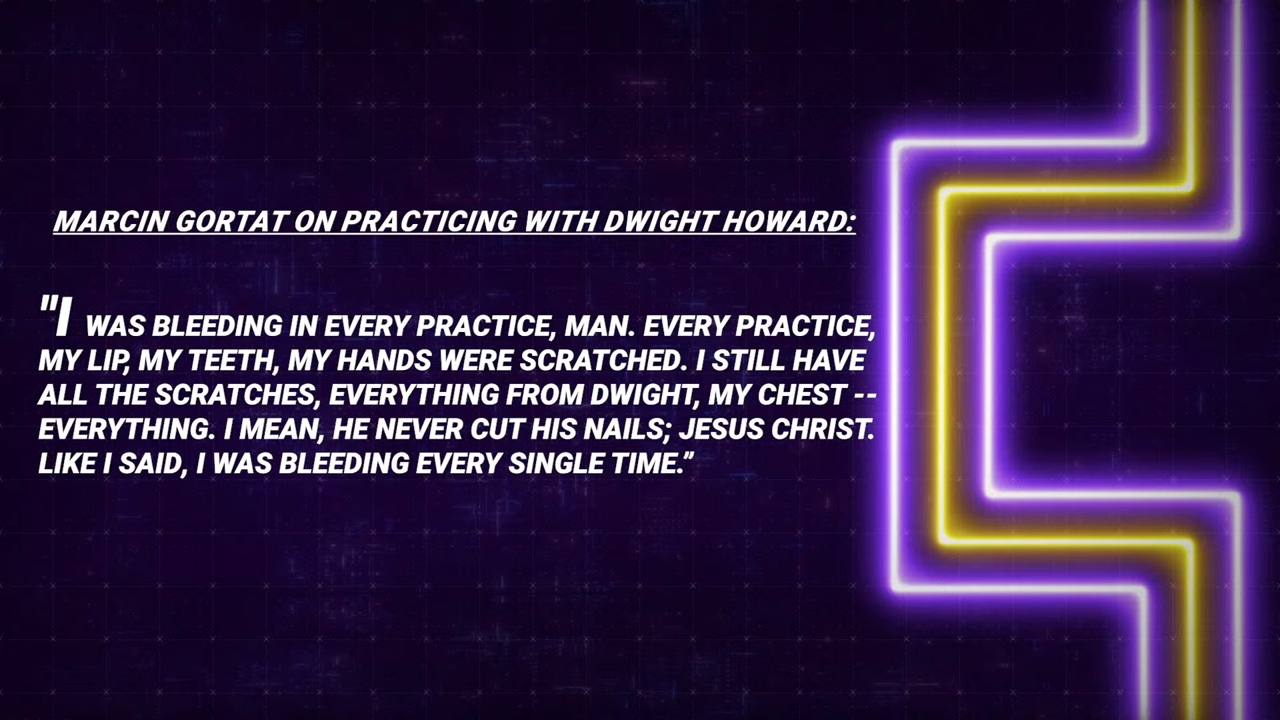 MARCIN GORTAT ON PRACTICING WITH DWIGHT HOWARD:
"I WAS BLEEDING IN EVERY PRACTICE, MAN. EVERY PRACTICE,
MY LIP, MY TEETH, MY HANDS WERE SCRATCHED. I STILL HAVE
ALL THE SCRATCHES, EVERYTHING FROM DWIGHT, MY CHEST --
EVERYTHING. I MEAN, HE NEVER CUT HIS NAILS; JESUS CHRIST.
LIKE I SAID, I WAS BLEEDING EVERY SINGLE TIME.”